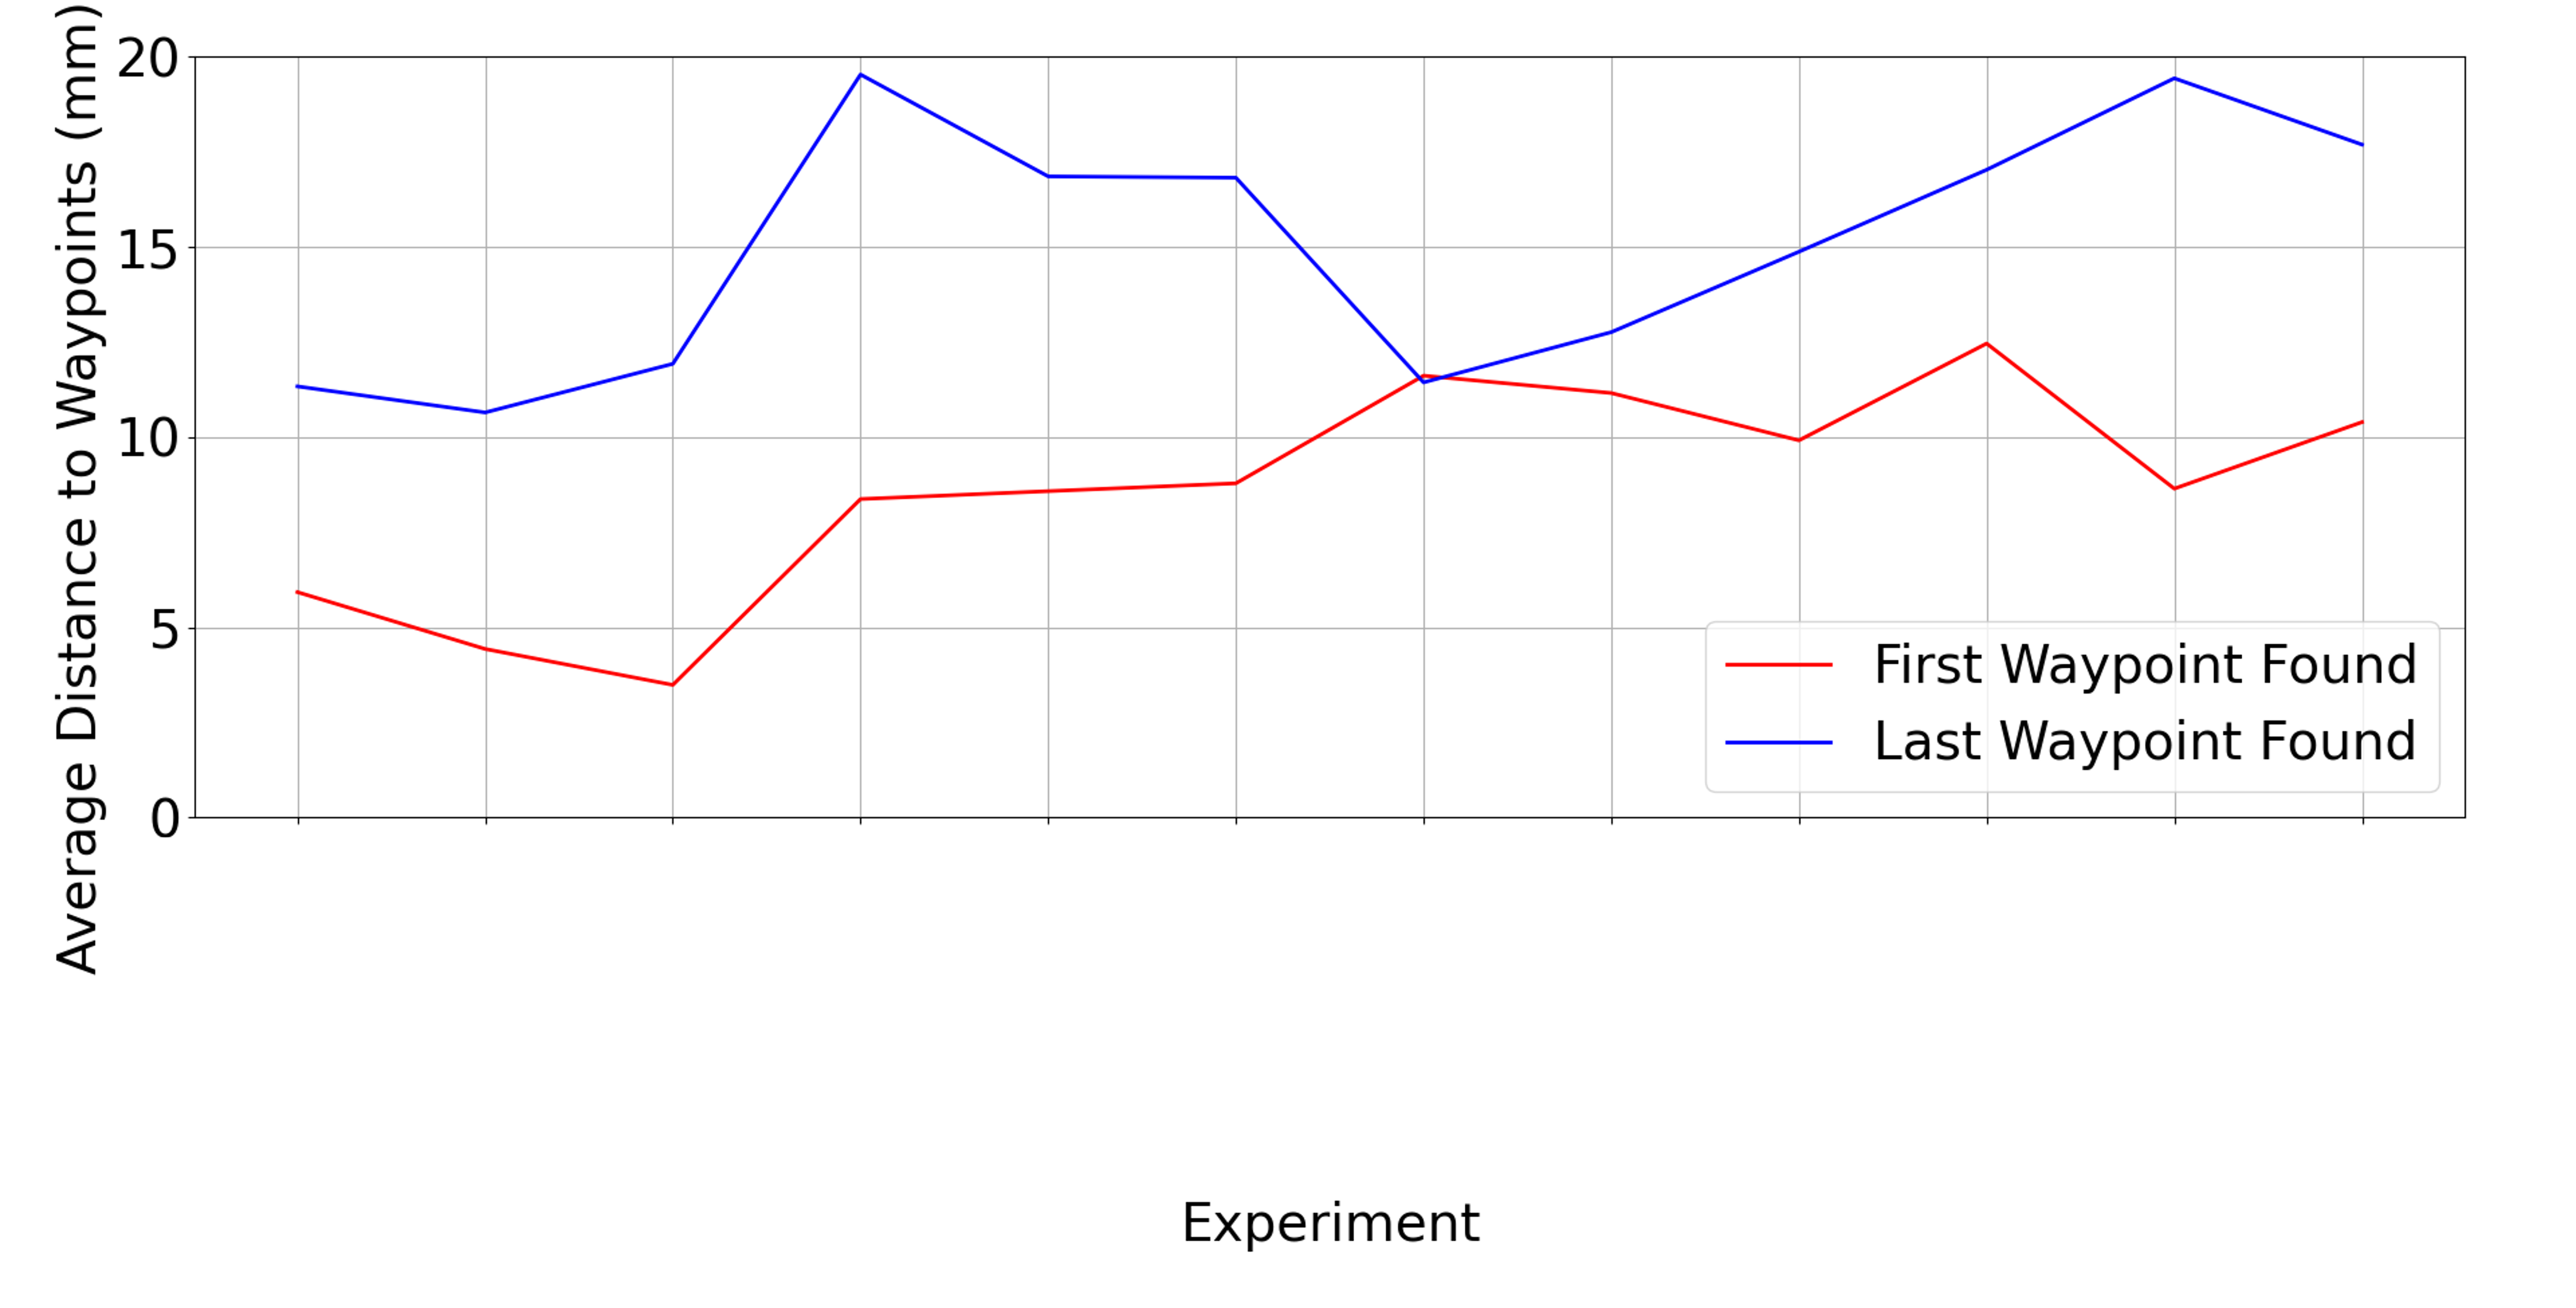 Average Distance to Waypoints (mm)
20
15
10
5
0
First Waypoint Found
Last Waypoint Found
Experiment